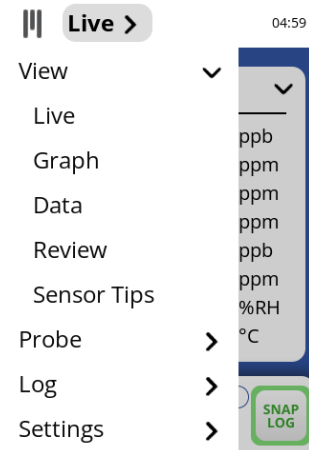 Live
04:59
View
Live
Graph
Data
Review
Sensor Tips
Probe
Log
Settings
ppb
ppm
ppm
ppm
ppb
ppm
%RH
°C
SNAP
LOG